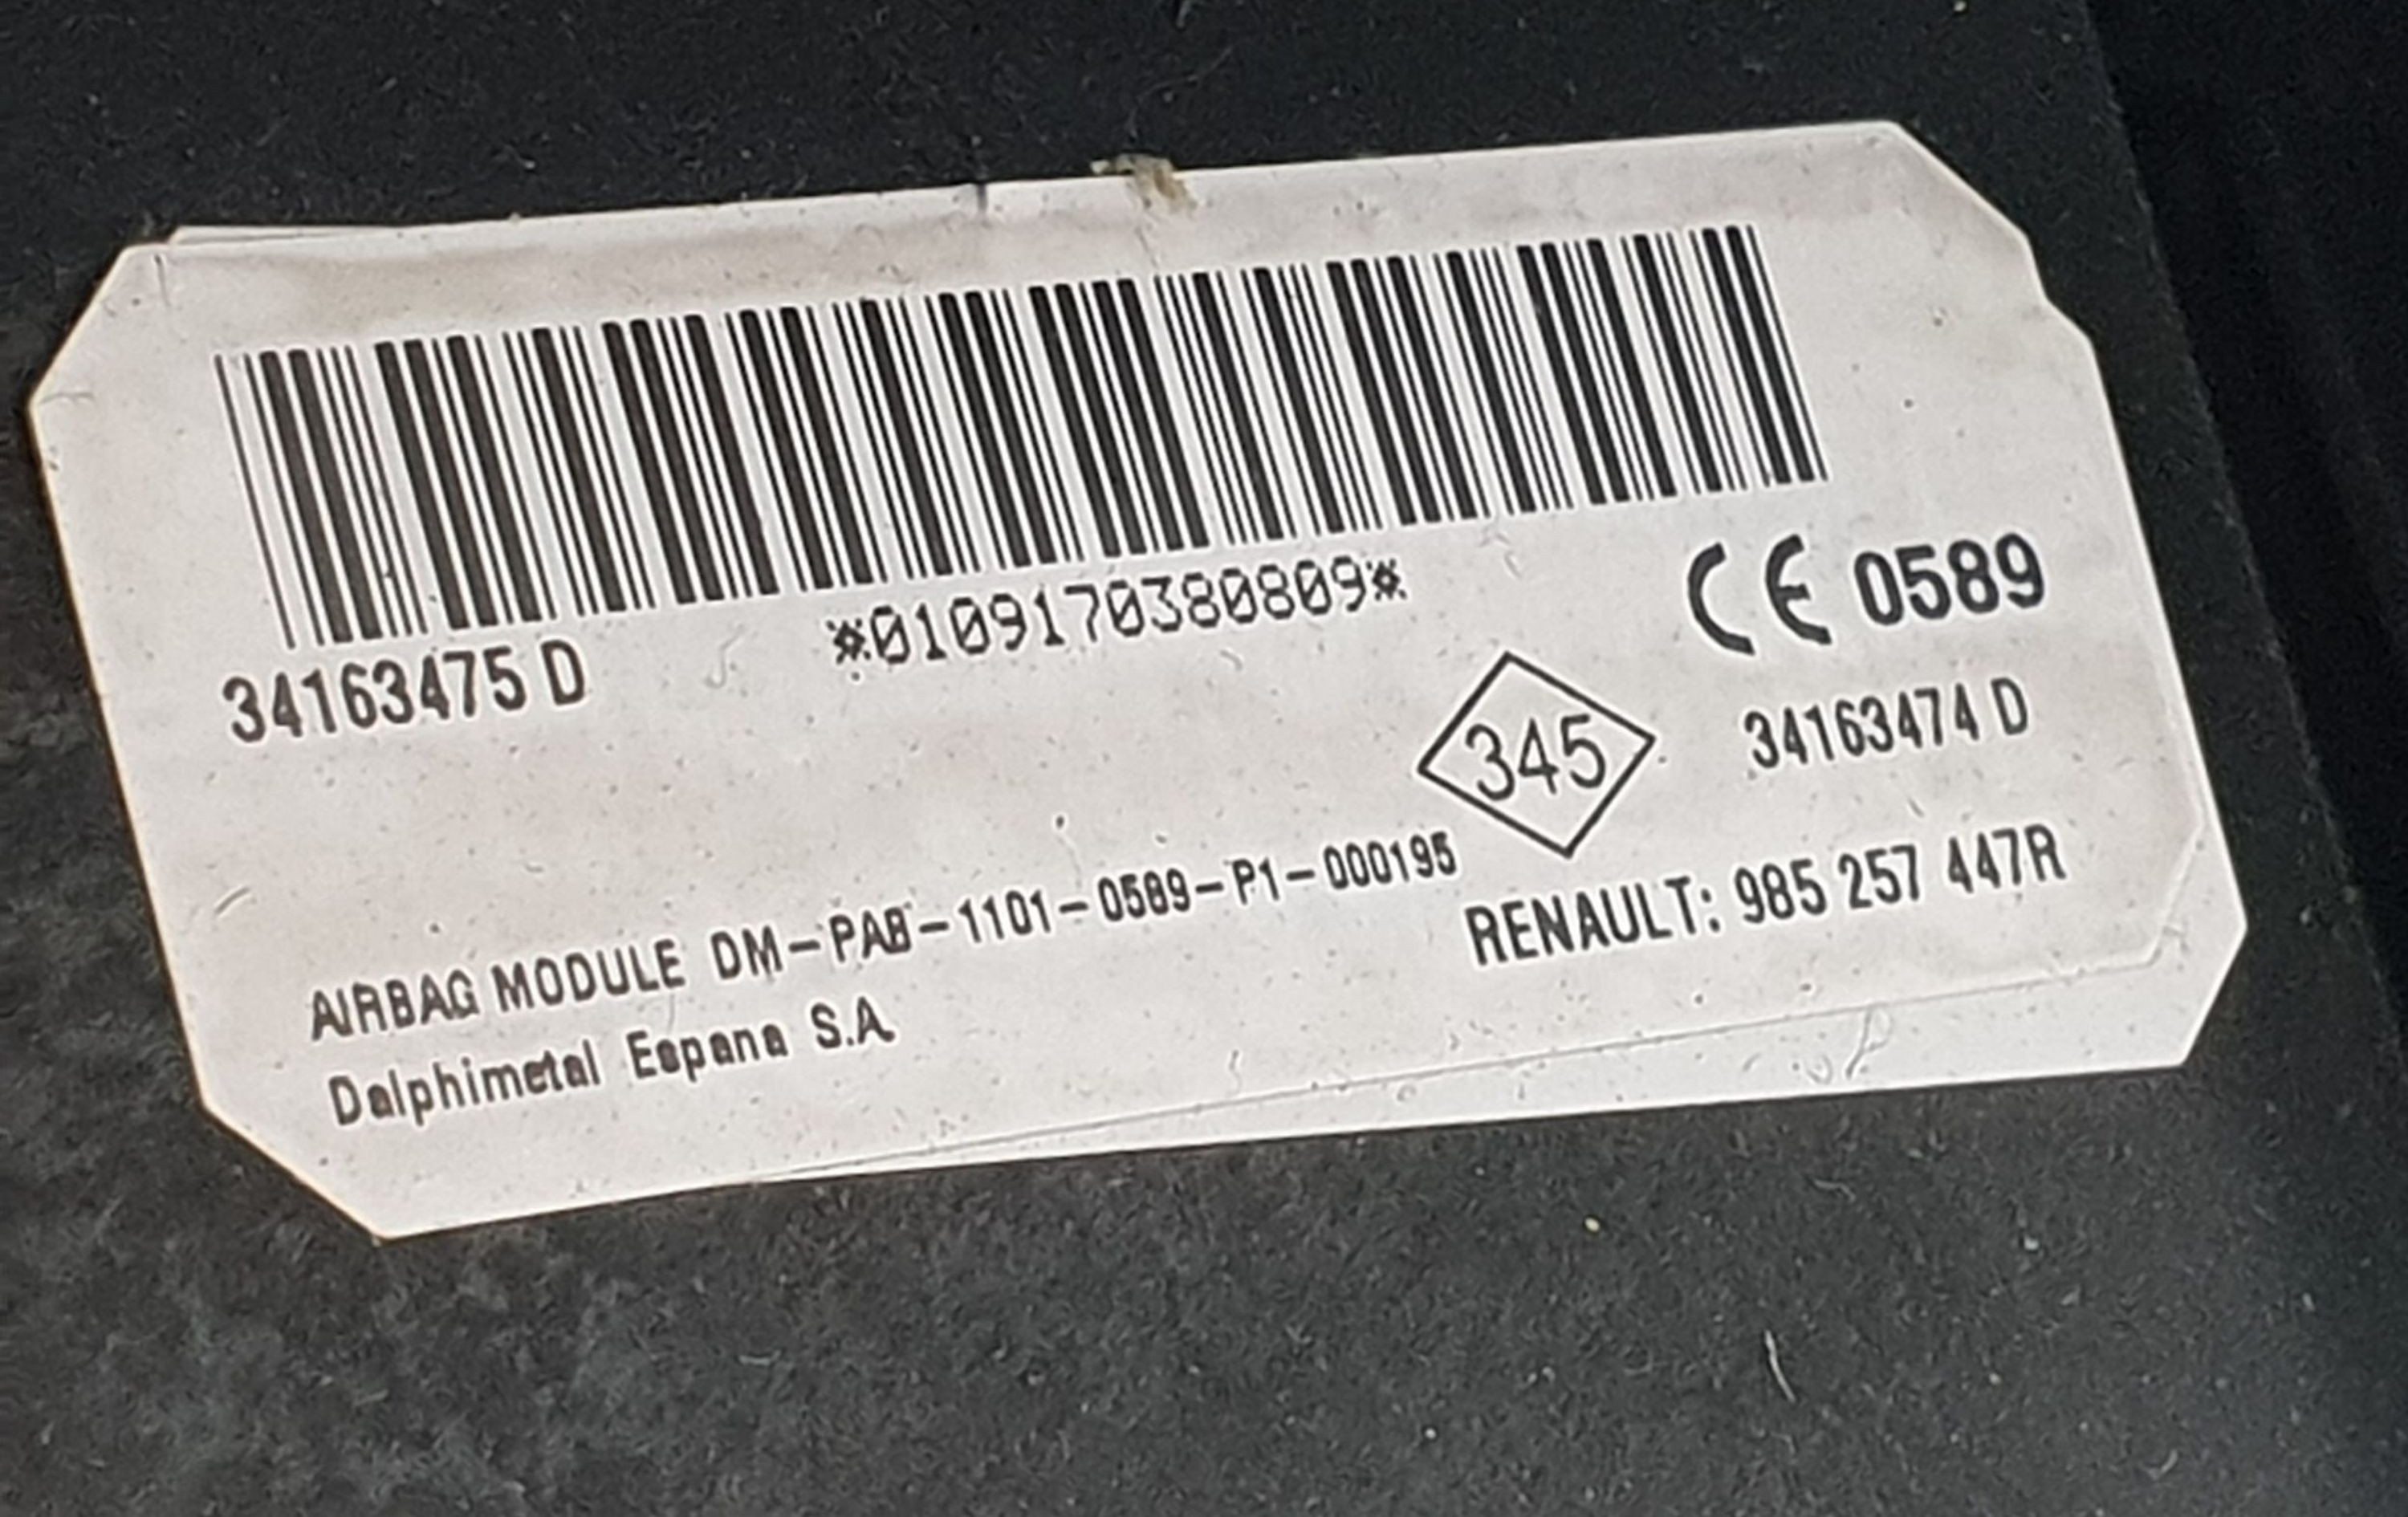 *0109170380809*
CE 0589
34163475 D
345
34163474 D
AIRBAG MODULE DM-PAB-1101-0589-P1-000195
RENAULT: 985 257 447R
Dalphimetal Espana S.A.